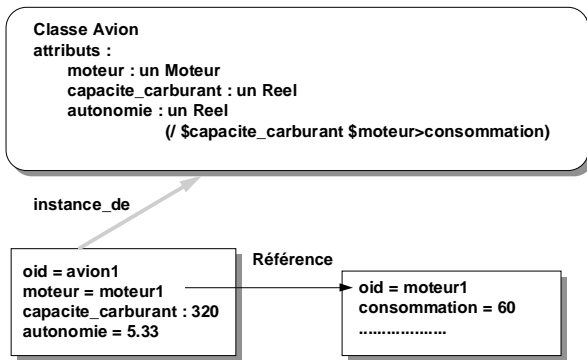 Classe Avion
attributs :
moteur : un Moteur
capacite_carburant : un Reel
autonomie : un Reel
(/ $capacite_carburant $moteur>consommation)
instance_de
oid = avion1
moteur = moteur1
capacite_carburant : 320
autonomie = 5.33
Référence
oid = moteur1
consommation = 60
...................